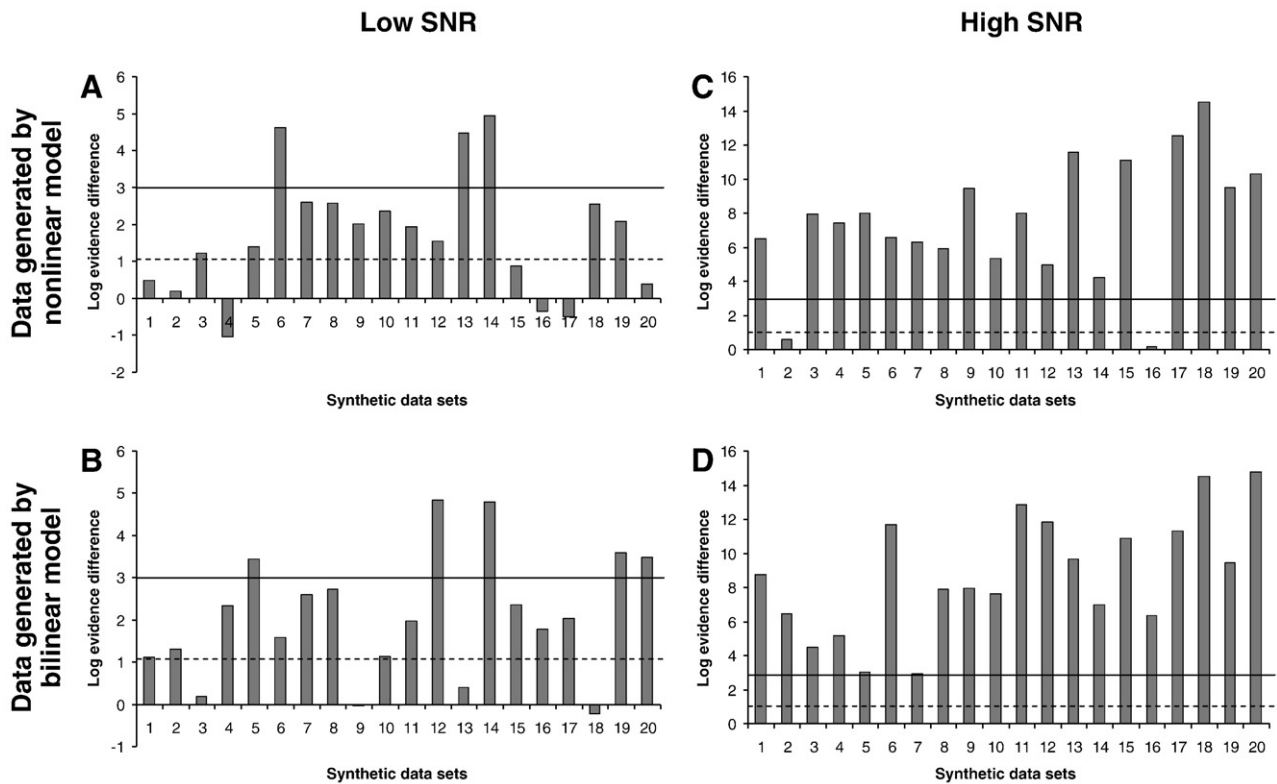 Low SNR
High SNR
Data generated by
nonlinear model
A
Log evidence difference
6
5
4
3
2
1
0
-1
-2
1 2 3 4 5 6 7 8 9 10 11 12 13 14 15 16 17 18 19 20
Synthetic data sets
C
Log evidence difference
16
14
12
10
8
6
4
2
0
1 2 3 4 5 6 7 8 9 10 11 12 13 14 15 16 17 18 19 20
Synthetic data sets
Data generated by
bilinear model
B
Log evidence difference
6
5
4
3
2
1
0
-1
1 2 3 4 5 6 7 8 9 10 11 12 13 14 15 16 17 18 19 20
Synthetic data sets
D
Log evidence difference
16
14
12
10
8
6
4
2
0
1 2 3 4 5 6 7 8 9 10 11 12 13 14 15 16 17 18 19 20
Synthetic data sets